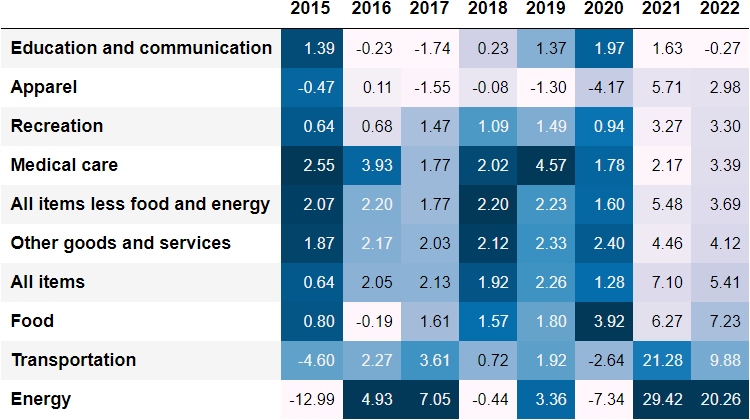 2015 2016 2017 2018 2019 2020 2021 2022
Education and communication 1.39 -0.23 -1.74 0.23 1.37 1.97 1.63 -0.27
Apparel -0.47 0.11 -1.55 -0.08 -1.30 -4.17 5.71 2.98
Recreation 0.64 0.68 1.47 1.09 1.49 0.94 3.27 3.30
Medical care 2.55 3.93 1.77 2.02 4.57 1.78 2.17 3.39
All items less food and energy 2.07 2.20 1.77 2.20 2.23 1.60 5.48 3.69
Other goods and services 1.87 2.17 2.03 2.12 2.33 2.40 4.46 4.12
All items 0.64 2.05 2.13 1.92 2.26 1.28 7.10 5.41
Food 0.80 -0.19 1.61 1.57 1.80 3.92 6.27 7.23
Transportation -4.60 2.27 3.61 0.72 1.92 -2.64 21.28 9.88
Energy -12.99 4.93 7.05 -0.44 3.36 -7.34 29.42 20.26